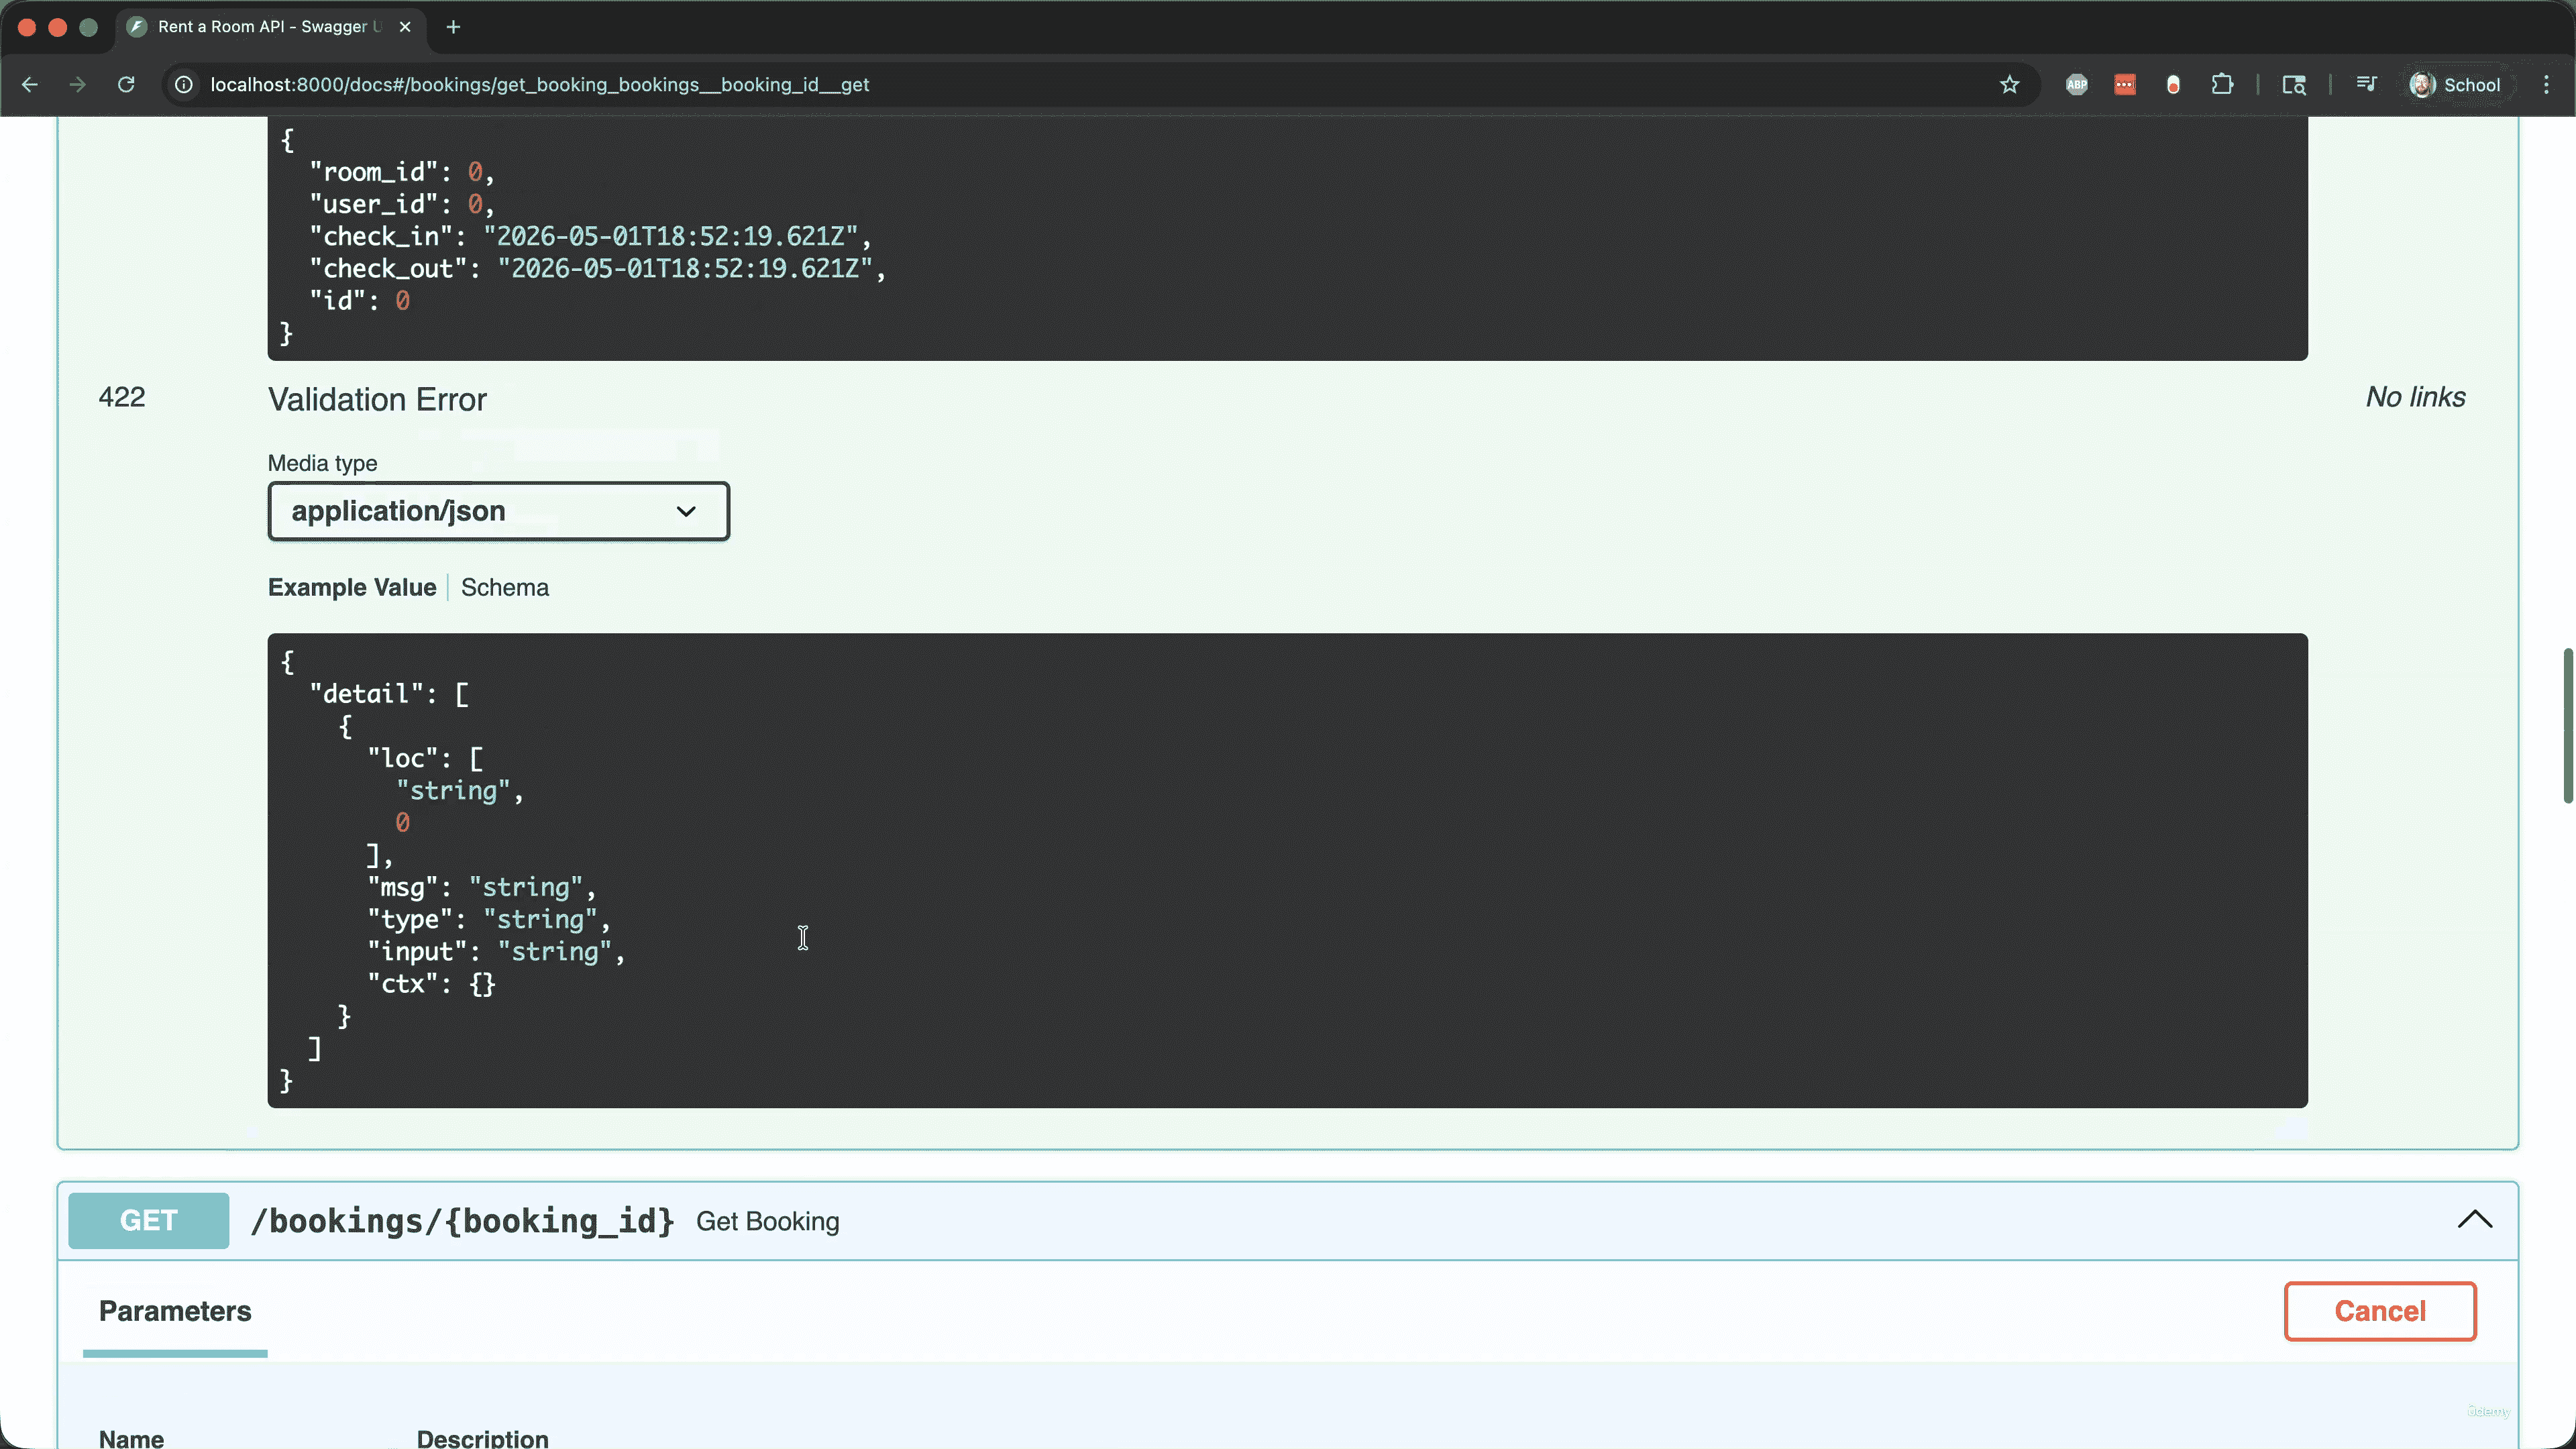 Rent a Room API - Swagger U
localhost:8000/docs#/bookings/get_booking_bookings__booking_id__get
ABP
School
{
"room_id": 0,
"user_id": 0,
"check_in": "2026-05-01T18:52:19.621Z",
"check_out": "2026-05-01T18:52:19.621Z",
"id": 0
}
422
Validation Error
No links
Media type
application/json
Example Value
Schema
{
"detail": [
{
"loc": [
"string",
0
],
"msg": "string",
"type": "string",
"input": "string",
"ctx": {}
}
]
}
GET /bookings/{booking_id} Get Booking
Parameters
Cancel
Name
Description
ûdemy